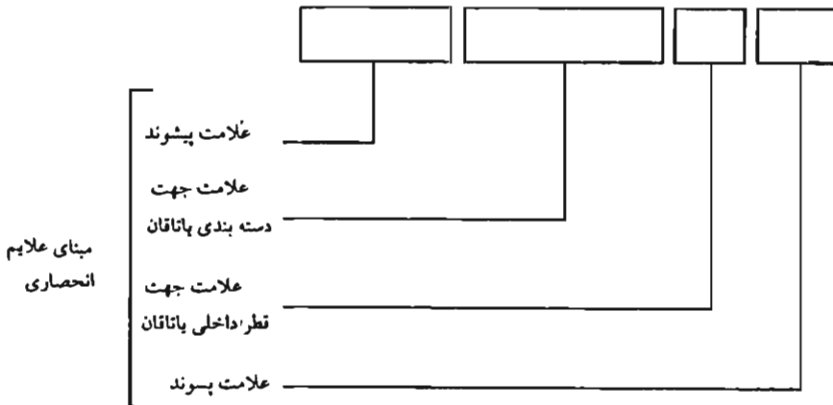 علامت پیشوند
علامت جهت
دسته بندی یاتاقان
مبنای علایم
انحصاری
علامت جهت
قطر داخلی یاتاقان
علامت پسوند